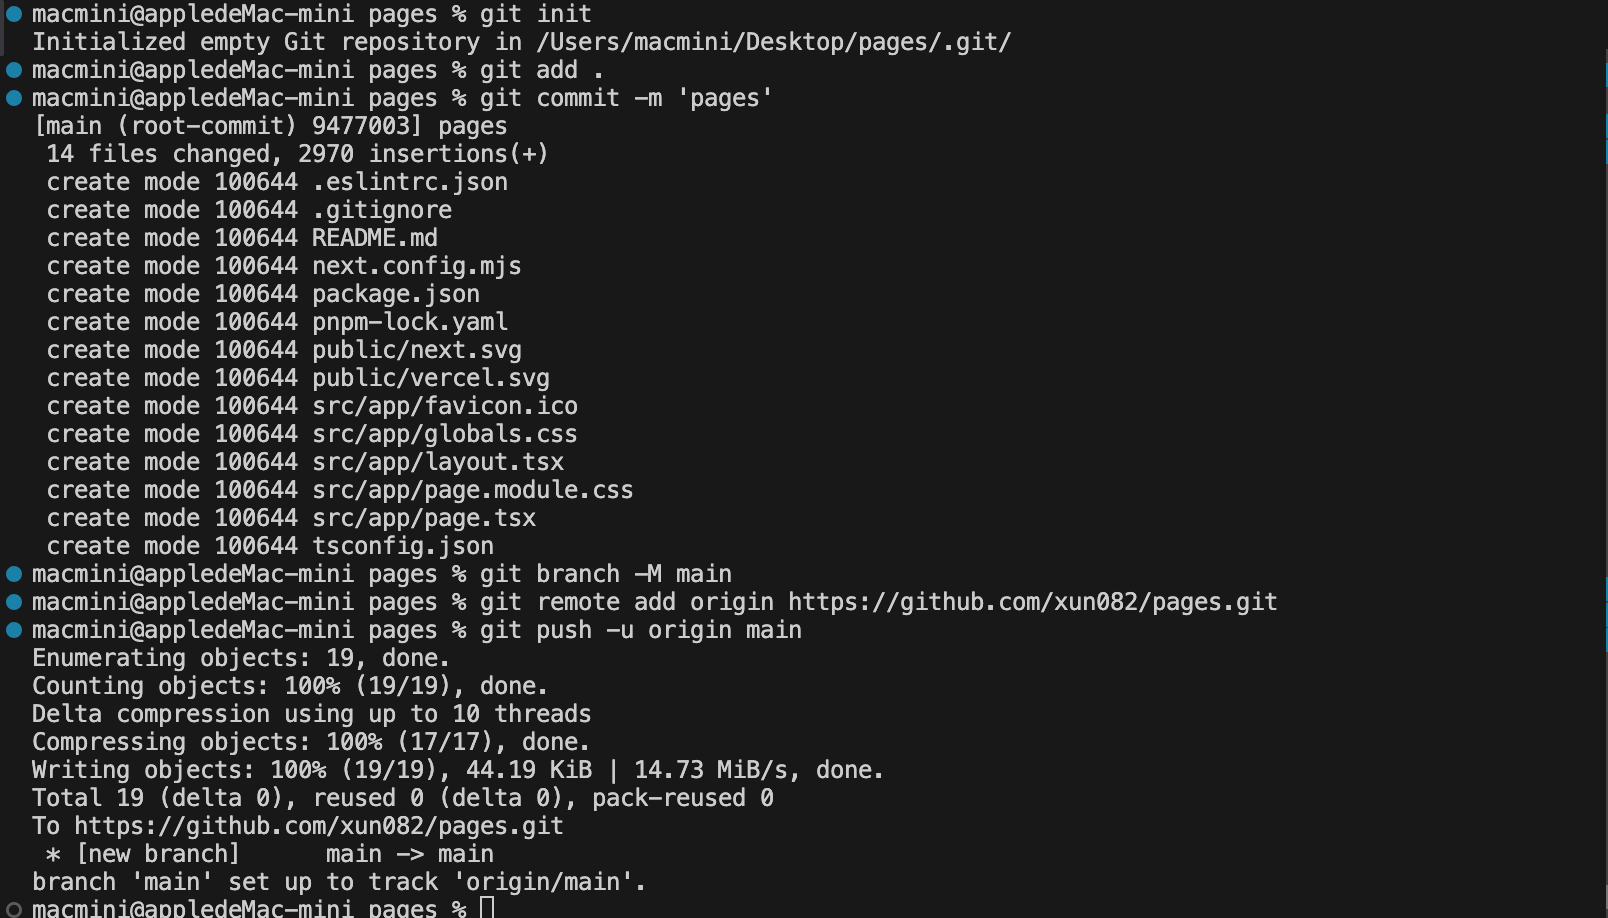 macmini@appledeMac-mini pages % git init
Initialized empty Git repository in /Users/macmini/Desktop/pages/.git/
macmini@appledeMac-mini pages % git add .
macmini@appledeMac-mini pages % git commit -m 'pages'
[main (root-commit) 9477003] pages
 14 files changed, 2970 insertions(+)
 create mode 100644 .eslintrc.json
 create mode 100644 .gitignore
 create mode 100644 README.md
 create mode 100644 next.config.mjs
 create mode 100644 package.json
 create mode 100644 pnpm-lock.yaml
 create mode 100644 public/next.svg
 create mode 100644 public/vercel.svg
 create mode 100644 src/app/favicon.ico
 create mode 100644 src/app/globals.css
 create mode 100644 src/app/layout.tsx
 create mode 100644 src/app/page.module.css
 create mode 100644 src/app/page.tsx
 create mode 100644 tsconfig.json
macmini@appledeMac-mini pages % git branch -M main
macmini@appledeMac-mini pages % git remote add origin https://github.com/xun082/pages.git
macmini@appledeMac-mini pages % git push -u origin main
Enumerating objects: 19, done.
Counting objects: 100% (19/19), done.
Delta compression using up to 10 threads
Compressing objects: 100% (17/17), done.
Writing objects: 100% (19/19), 44.19 KiB | 14.73 MiB/s, done.
Total 19 (delta 0), reused 0 (delta 0), pack-reused 0
To https://github.com/xun082/pages.git
 * [new branch]      main -> main
branch 'main' set up to track 'origin/main'.
macmini@appledeMac-mini pages %